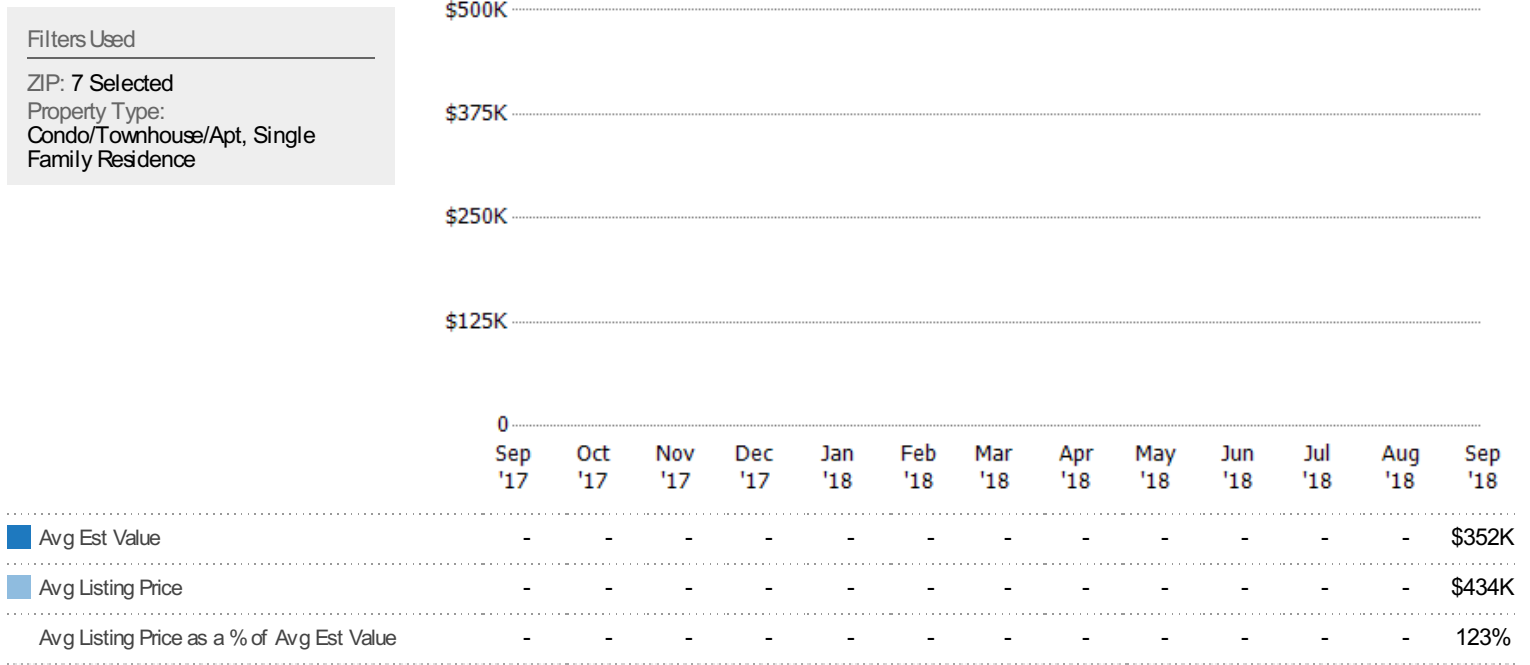 Filters Used
ZIP: 7 Selected
Property Type:
Condo/Townhouse/Apt, Single
Family Residence
$500K
$375K
$250K
$125K
0
Sep Oct Nov Dec Jan Feb Mar Apr May Jun Jul Aug Sep
'17 '17 '17 '17 '18 '18 '18 '18 '18 '18 '18 '18 '18
Avg Est Value - - - - - - - - - - - - $352K
Avg Listing Price - - - - - - - - - - - - $434K
Avg Listing Price as a % of Avg Est Value - - - - - - - - - - - - 123%